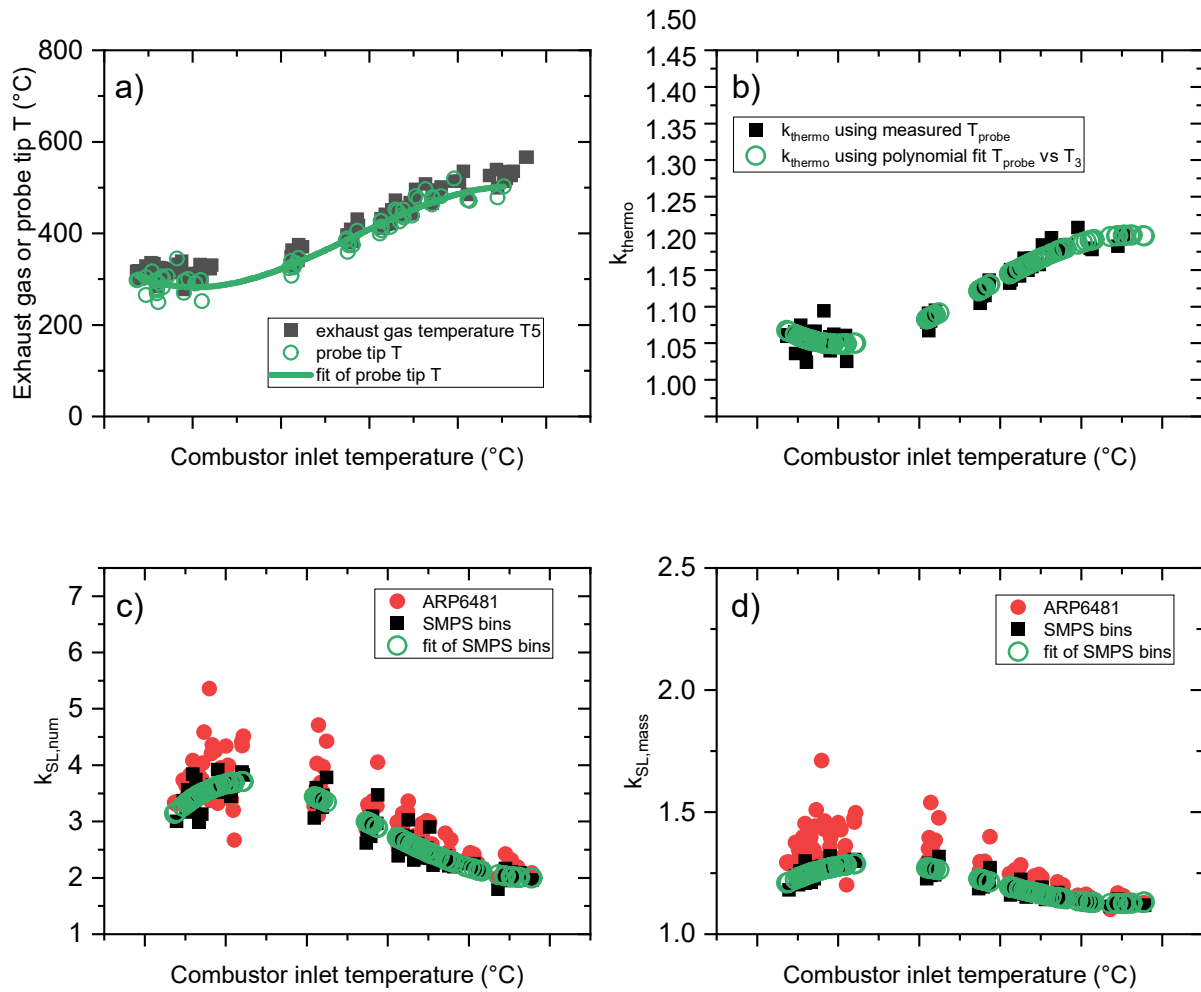 800
600
400
200
0
Exhaust gas or probe tip T (°C)
a)
exhaust gas temperature T5
probe tip T
fit of probe tip T
Combustor inlet temperature (°C)
1.50
1.45
1.40
1.35
1.30
1.25
1.20
1.15
1.10
1.05
1.00
k_thermo
b)
k_thermo using measured T_probe
k_thermo using polynomial fit T_probe vs T_3
Combustor inlet temperature (°C)
7
6
5
4
3
2
1
k_SL,num
c)
ARP6481
SMPS bins
fit of SMPS bins
Combustor inlet temperature (°C)
2.5
2.0
1.5
1.0
k_SL,mass
d)
ARP6481
SMPS bins
fit of SMPS bins
Combustor inlet temperature (°C)